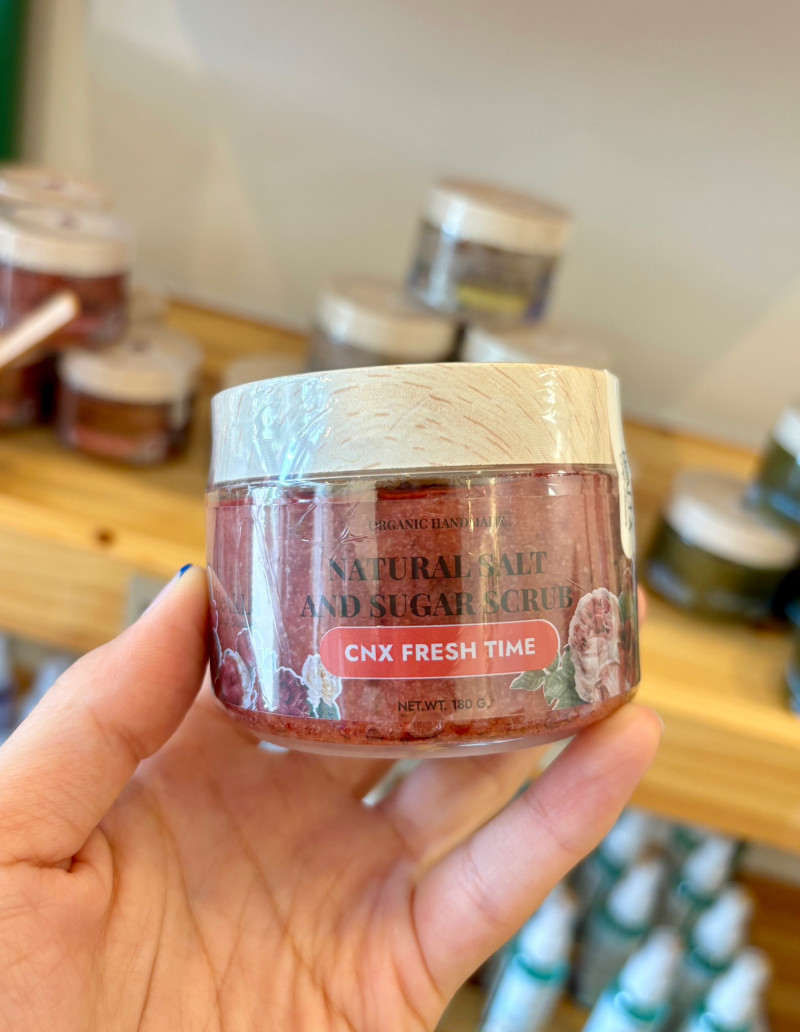 ORGANIC HANDMADE
NATURAL SALT
AND SUGAR SCRUB
CNX FRESH TIME
NET.WT. 180 G.